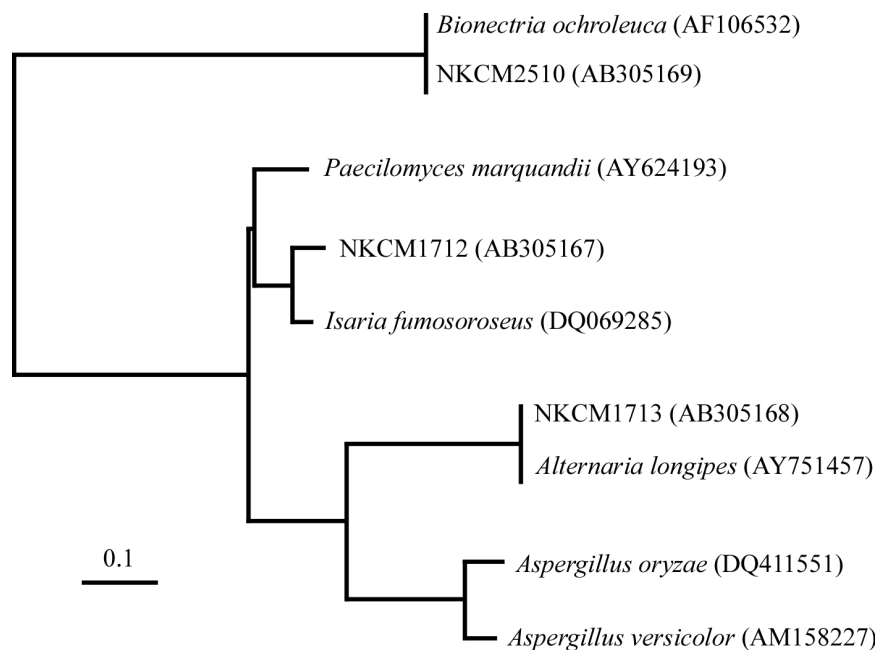 Bionectria ochroleuca (AF106532)
NKCM2510 (AB305169)
Paecilomyces marquandii (AY624193)
NKCM1712 (AB305167)
Isaria fumosoroseus (DQ069285)
NKCM1713 (AB305168)
Alternaria longipes (AY751457)
0.1
Aspergillus oryzae (DQ411551)
Aspergillus versicolor (AM158227)